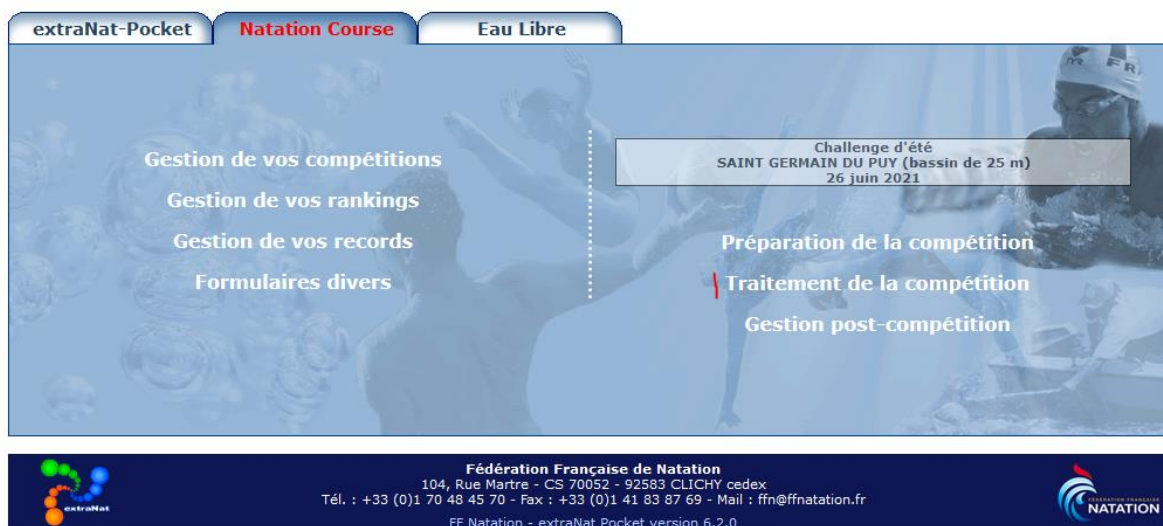 extraNat-Pocket
Natation Course
Eau Libre
Gestion de vos compétitions
Gestion de vos rankings
Gestion de vos records
Formulaires divers
Challenge d'été
SAINT GERMAIN DU PUY (bassin de 25 m)
26 juin 2021
Préparation de la compétition
Traitement de la compétition
Gestion post-compétition
extraNat
Fédération Française de Natation
104, Rue Martre - CS 70052 - 92583 CLICHY cedex
Tél. : +33 (0)1 70 48 45 70 - Fax : +33 (0)1 41 83 87 69 - Mail : ffn@ffnatation.fr
FF Natation - extraNat Pocket version 6.2.0
FÉDÉRATION FRANÇAISE
NATATION